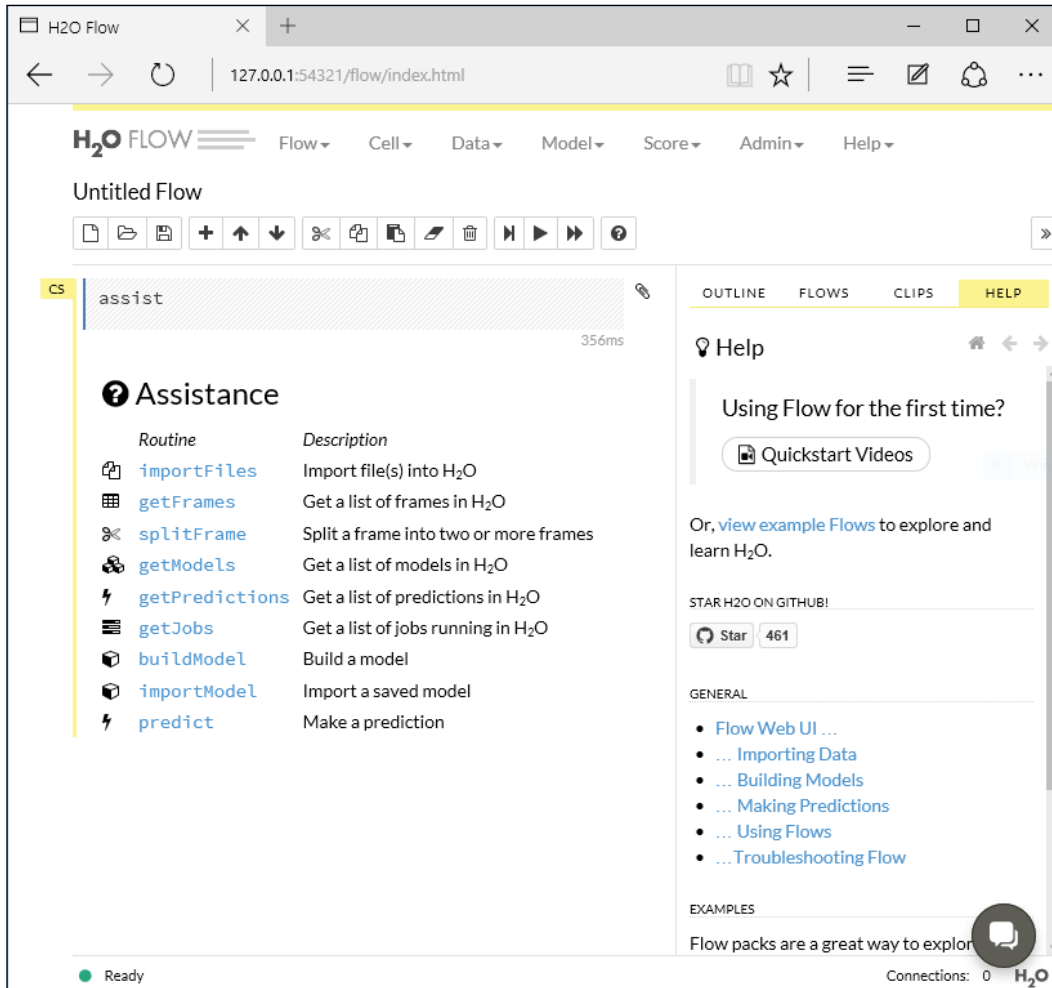 H2O Flow
127.0.0.1:54321/flow/index.html
H₂O FLOW Flow Cell Data Model Score Admin Help
Untitled Flow
CS
assist
356ms
Assistance
Routine Description
importFiles Import file(s) into H₂O
getFrames Get a list of frames in H₂O
splitFrame Split a frame into two or more frames
getModels Get a list of models in H₂O
getPredictions Get a list of predictions in H₂O
getJobs Get a list of jobs running in H₂O
buildModel Build a model
importModel Import a saved model
predict Make a prediction
OUTLINE FLOWS CLIPS HELP
Help
Using Flow for the first time?
Quickstart Videos
Or, view example Flows to explore and
learn H₂O.
STAR H2O ON GITHUB!
Star 461
GENERAL
• Flow Web UI ...
• ... Importing Data
• ... Building Models
• ... Making Predictions
• ... Using Flows
• ...Troubleshooting Flow
EXAMPLES
Flow packs are a great way to explor
Ready
Connections: 0 H₂O